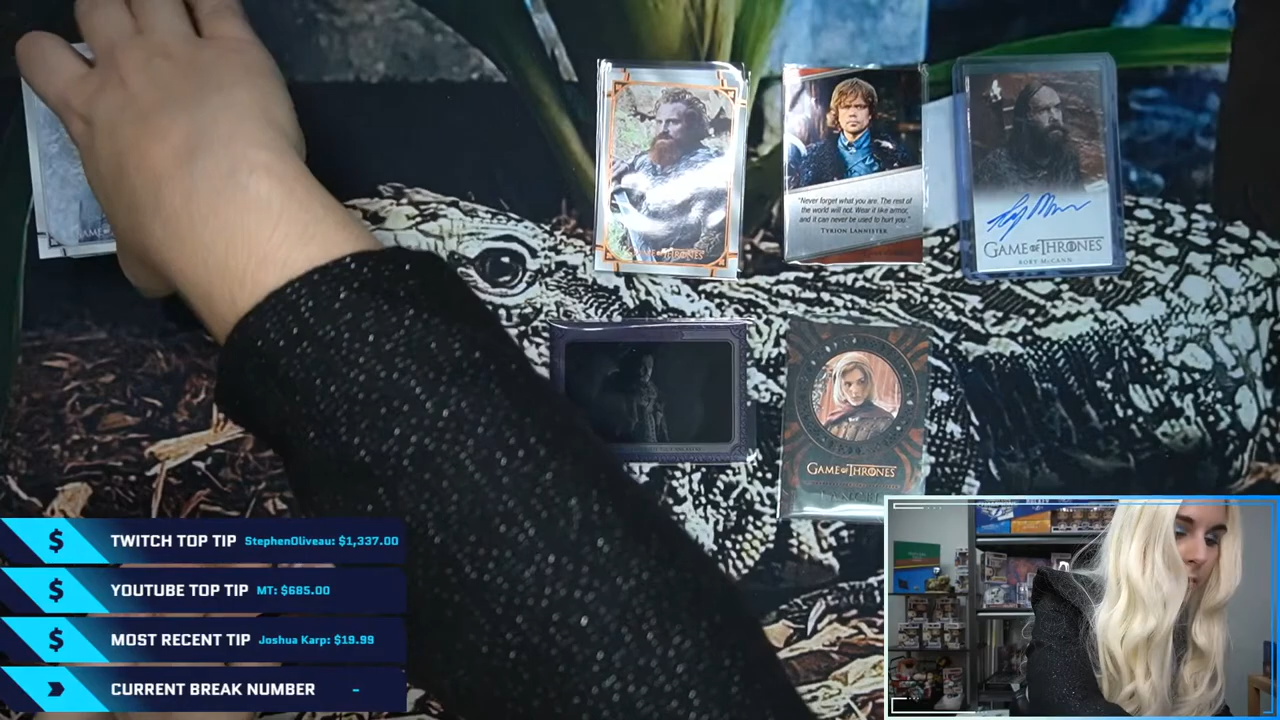 "Never forget what you are. The rest of
the world will not. Wear it like armor,
and it can never be used to hurt you."
TYRION LANNISTER
GAME OF THRONES
GAME OF THRONES
RORY McCANN
GAME OF THRONES
$ TWITCH TOP TIP StephenOliveau: $1,337.00
$ YOUTUBE TOP TIP MT: $685.00
$ MOST RECENT TIP Joshua Karp: $19.99
CURRENT BREAK NUMBER -